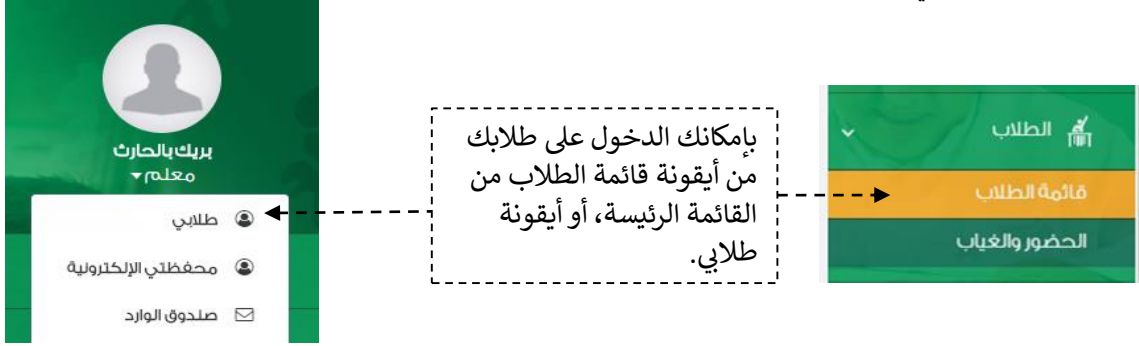 الطلاب
قائمة الطلاب
الحضور والغياب
بإمكانك الدخول على طلابك
من أيقونة قائمة الطلاب من
القائمة الرئيسة، أو أيقونة
طلابي.
بريك بالحارث
معلم
طلابي
محفظتي الإلكترونية
صندوق الوارد